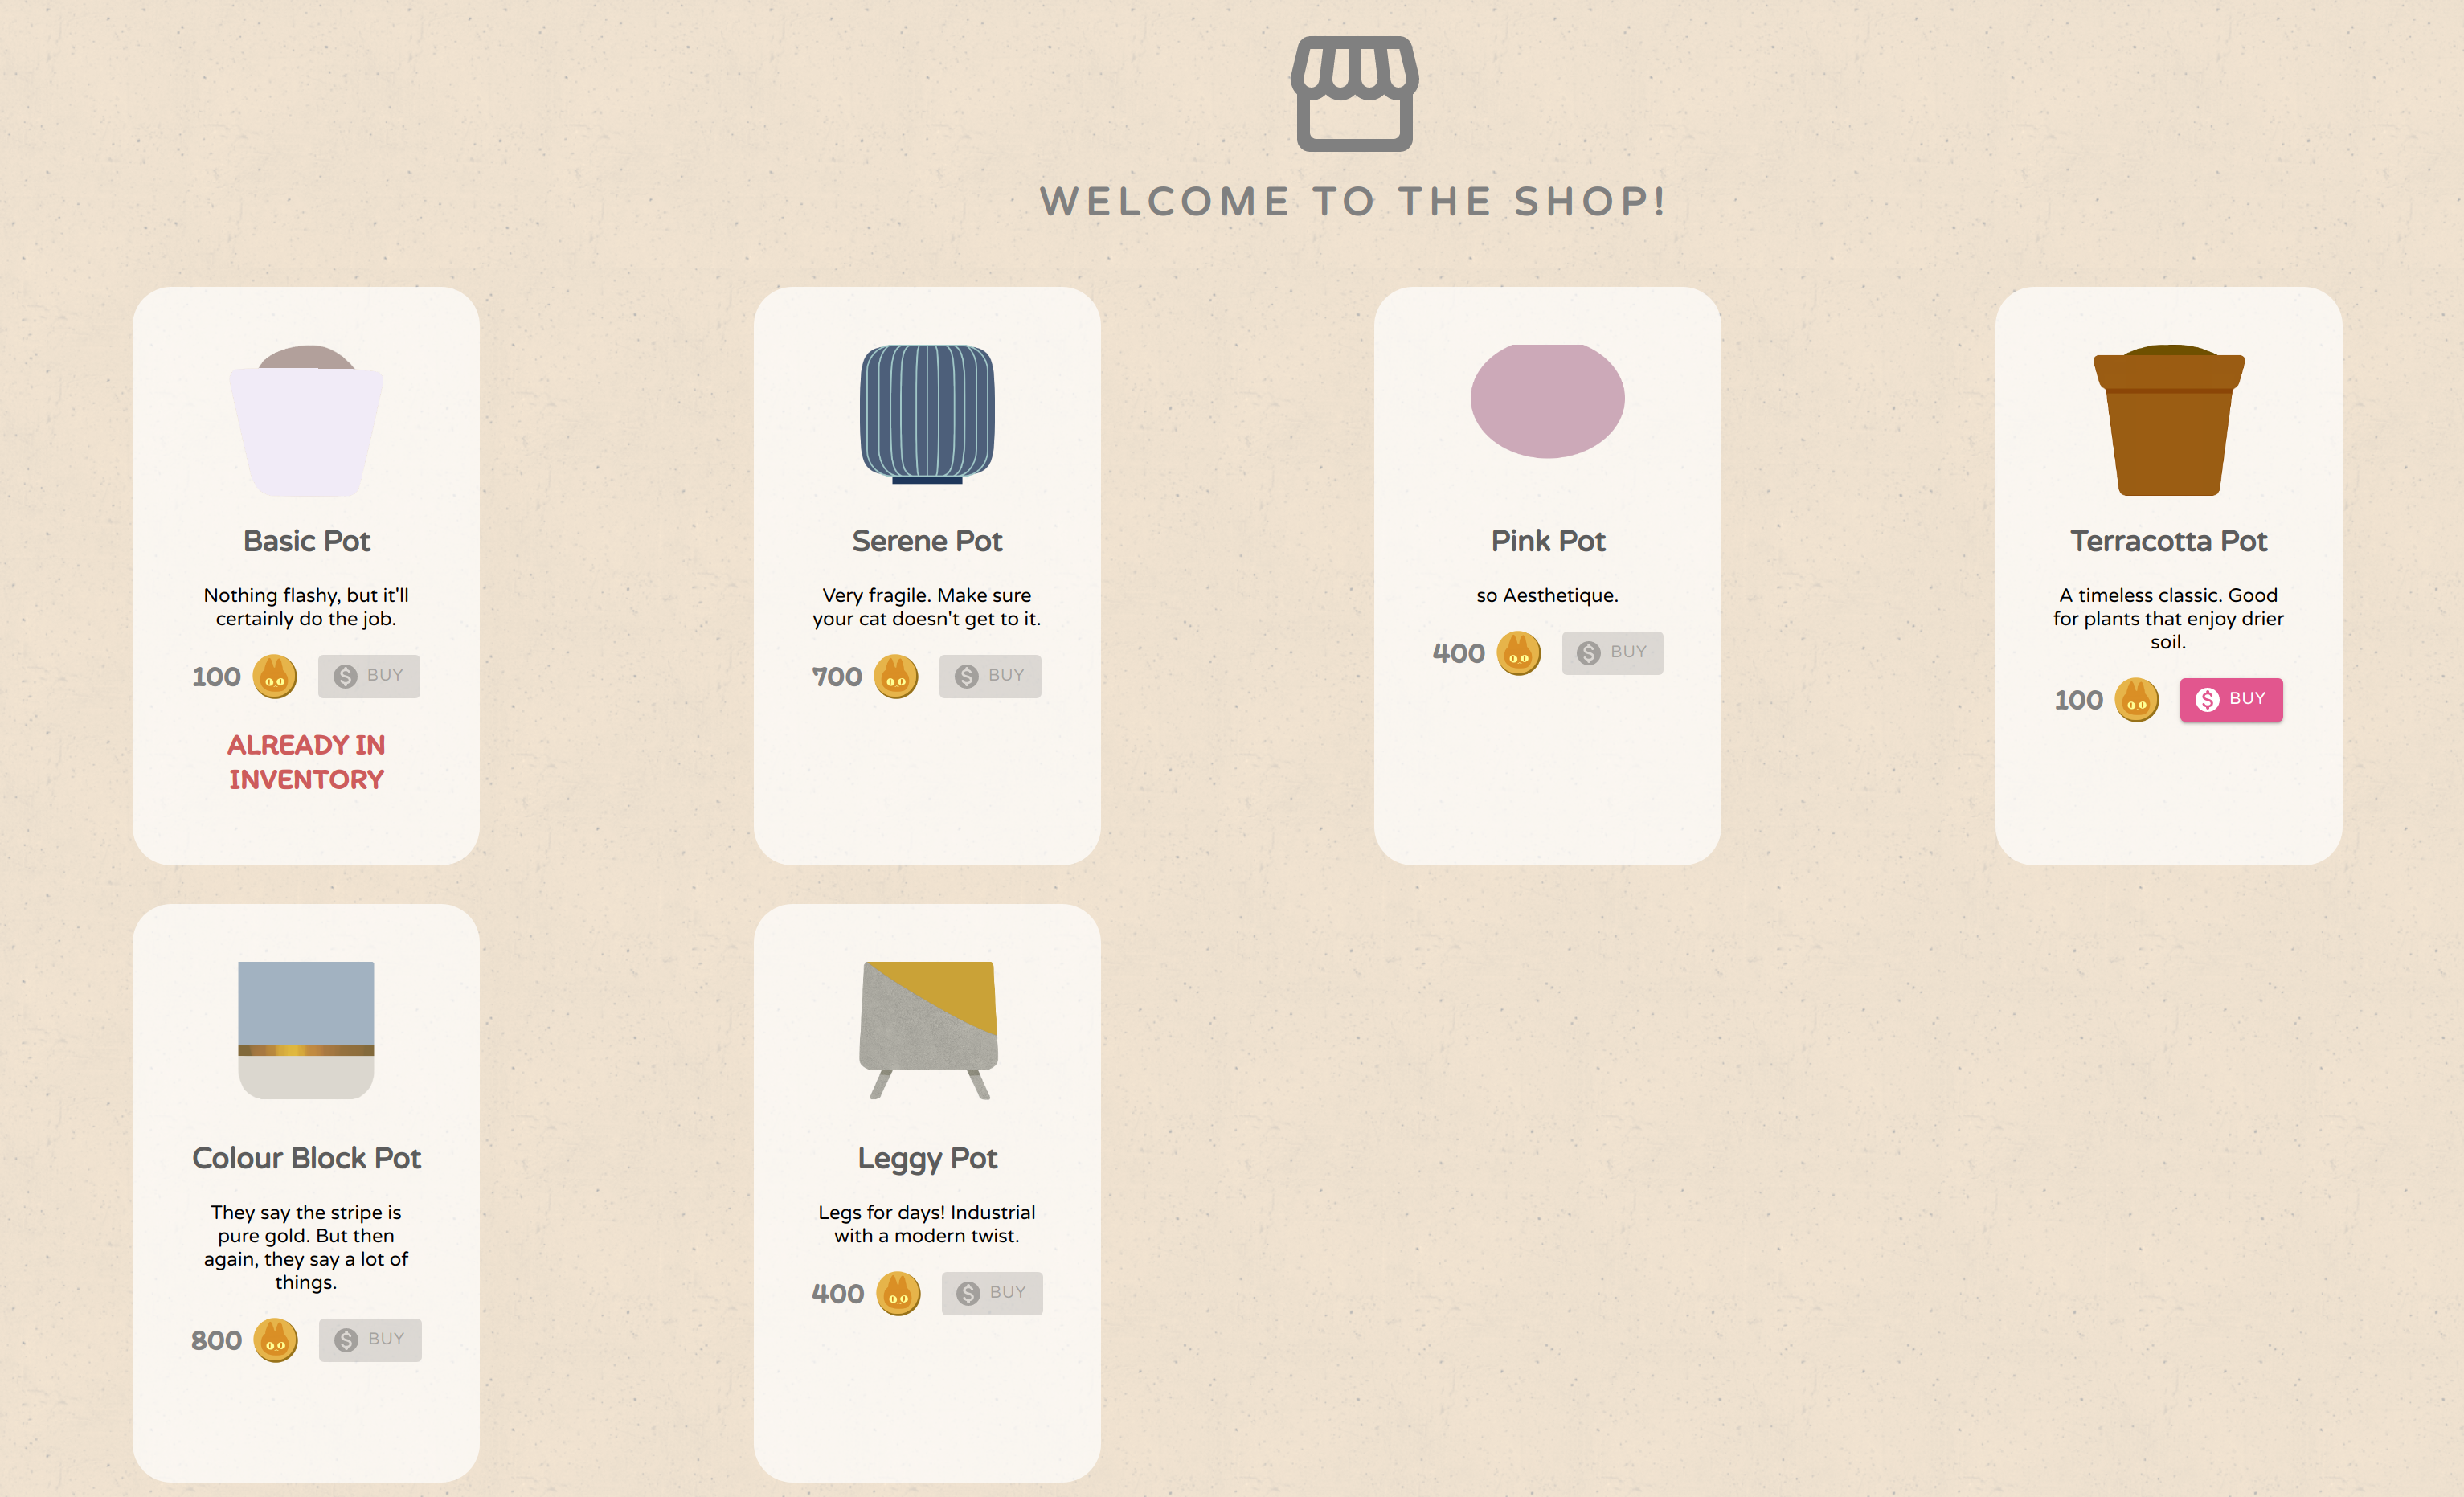 WELCOME TO THE SHOP!
Basic Pot
Nothing flashy, but it'll
certainly do the job.
100 $ BUY
ALREADY IN
INVENTORY
Serene Pot
Very fragile. Make sure
your cat doesn't get to it.
700 $ BUY
Pink Pot
so Aesthetique.
400 $ BUY
Terracotta Pot
A timeless classic. Good
for plants that enjoy drier
soil.
100 $ BUY
Colour Block Pot
They say the stripe is
pure gold. But then
again, they say a lot of
things.
800 $ BUY
Leggy Pot
Legs for days! Industrial
with a modern twist.
400 $ BUY